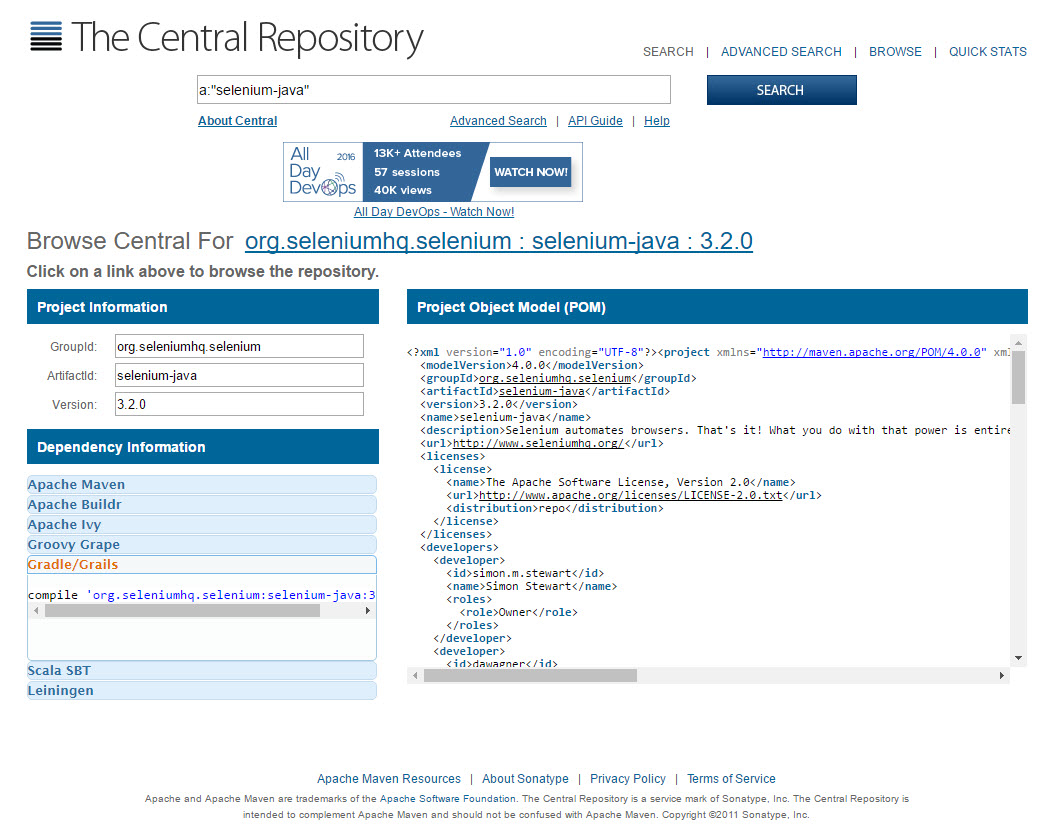 The Central Repository
SEARCH | ADVANCED SEARCH | BROWSE | QUICK STATS
a:"selenium-java"
SEARCH
About Central
Advanced Search | API Guide | Help
All Day DevOps 2016
13K+ Attendees
57 sessions
40K views
WATCH NOW!
All Day DevOps - Watch Now!
Browse Central For org.seleniumhq.selenium : selenium-java : 3.2.0
Click on a link above to browse the repository.
Project Information
GroupId: org.seleniumhq.selenium
ArtifactId: selenium-java
Version: 3.2.0
Dependency Information
Apache Maven
Apache Buildr
Apache Ivy
Groovy Grape
Gradle/Grails
compile 'org.seleniumhq.selenium:selenium-java:3
Scala SBT
Leiningen
Project Object Model (POM)
<?xml version="1.0" encoding="UTF-8"?><project xmlns="http://maven.apache.org/POM/4.0.0" xml
<modelVersion>4.0.0</modelVersion>
<groupId>org.seleniumhq.selenium</groupId>
<artifactId>selenium-java</artifactId>
<version>3.2.0</version>
<name>selenium-java</name>
<description>Selenium automates browsers. That's it! What you do with that power is entire
<url>http://www.seleniumhq.org/</url>
<licenses>
<license>
<name>The Apache Software License, Version 2.0</name>
<url>http://www.apache.org/licenses/LICENSE-2.0.txt</url>
<distribution>repo</distribution>
</license>
</licenses>
<developers>
<developer>
<id>simon.m.stewart</id>
<name>Simon Stewart</name>
<roles>
<role>Owner</role>
</roles>
</developer>
<developer>
<id>dawagner</id>
Apache Maven Resources | About Sonatype | Privacy Policy | Terms of Service
Apache and Apache Maven are trademarks of the Apache Software Foundation. The Central Repository is a service mark of Sonatype, Inc. The Central Repository is
intended to complement Apache Maven and should not be confused with Apache Maven. Copyright ©2011 Sonatype, Inc.